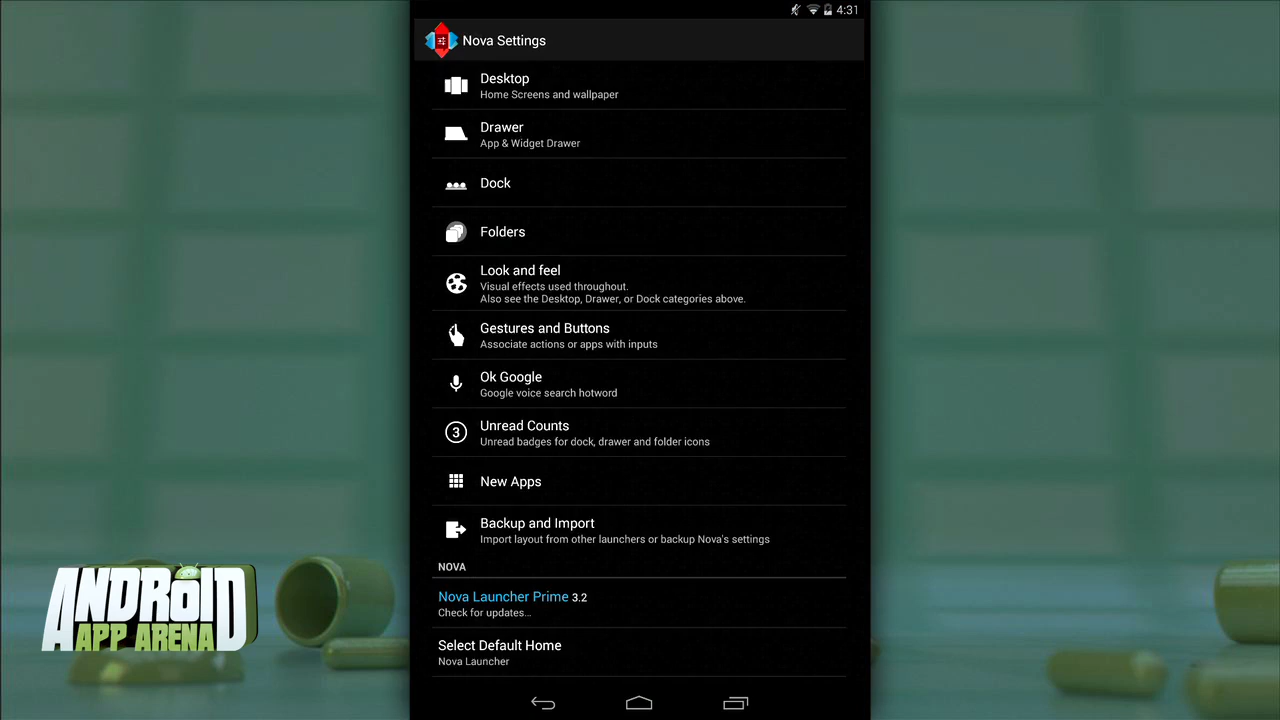 4:31
Nova Settings
Desktop
Home Screens and wallpaper
Drawer
App & Widget Drawer
Dock
Folders
Look and feel
Visual effects used throughout.
Also see the Desktop, Drawer, or Dock categories above.
Gestures and Buttons
Associate actions or apps with inputs
Ok Google
Google voice search hotword
3
Unread Counts
Unread badges for dock, drawer and folder icons
New Apps
Backup and Import
Import layout from other launchers or backup Nova's settings
NOVA
Nova Launcher Prime 3.2
Check for updates...
Select Default Home
Nova Launcher
ANDROID
APP ARENA